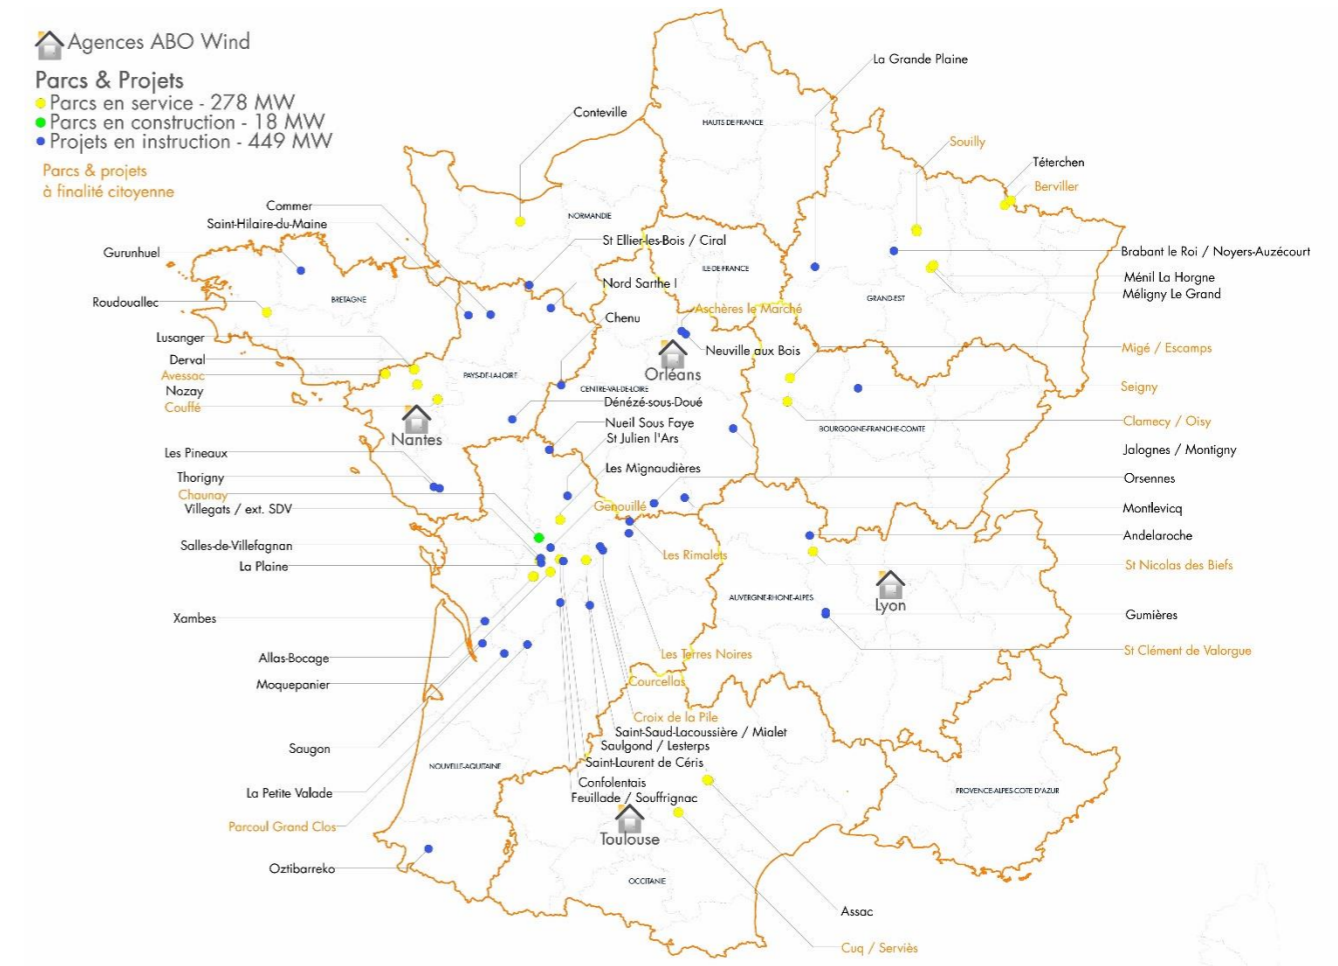 Agences ABO Wind
Parcs & Projets
Parcs en service - 278 MW
Parcs en construction - 18 MW
Projets en instruction - 449 MW
Parcs & projets
à finalité citoyenne
La Grande Plaine
Conteville
HAUTS-DE-FRANCE
Souilly
Téterchen
Berviller
Commer
Saint-Hilaire-du-Maine
NORMANDIE
St Ellier-les-Bois / Ciral
Gurunhuel
Brabant le Roi / Noyers-Auzécourt
ILE-DE-FRANCE
Ménil La Horgne
Méligny Le Grand
Nord Sarthe I
BRETAGNE
GRAND-EST
Roudouallec
Aschères le Marché
Chenu
Lusanger
Neuville aux Bois
Migé / Escamps
Derval
Avessac
Orléans
PAYS-DE-LA-LOIRE
Nozay
CENTRE-VAL-DE-LOIRE
Seigny
Couffé
Dénézé-sous-Doué
Nueil Sous Faye
Clamecy / Oisy
BOURGOGNE-FRANCHE-COMTE
Nantes
St Julien l'Ars
Jalognes / Montigny
Les Pineaux
Les Mignaudières
Thorigny
Orsennes
Chaunay
Villegats / ext. SDV
Genouillé
Montlevicq
Andelaroche
Salles-de-Villefagnan
Les Rimalets
La Plaine
St Nicolas des Biefs
AUVERGNE-RHONE-ALPES
Lyon
Xambes
Gumières
Allas-Bocage
Les Terres Noires
St Clément de Valorgue
Moquepanier
Courcellas
Croix de la Pile
Saint-Saud-Lacoussière / Mialet
Saugon
Saulgond / Lesterps
Saint-Laurent de Céris
NOUVELLE-AQUITAINE
Confolentais
La Petite Valade
Feuillade / Souffrignac
PROVENCE-ALPES-COTE D'AZUR
Parcoul Grand Clos
Toulouse
Oztibarreko
OCCITANIE
Assac
Cuq / Serviès